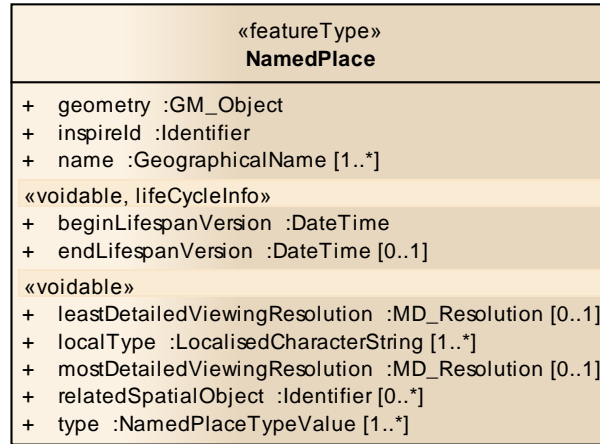 «featureType»
NamedPlace
+ geometry :GM_Object
+ inspireId :Identifier
+ name :GeographicalName [1..*]
«voidable, lifeCycleInfo»
+ beginLifespanVersion :DateTime
+ endLifespanVersion :DateTime [0..1]
«voidable»
+ leastDetailedViewingResolution :MD_Resolution [0..1]
+ localType :LocalisedCharacterString [1..*]
+ mostDetailedViewingResolution :MD_Resolution [0..1]
+ relatedSpatialObject :Identifier [0..*]
+ type :NamedPlaceTypeValue [1..*]